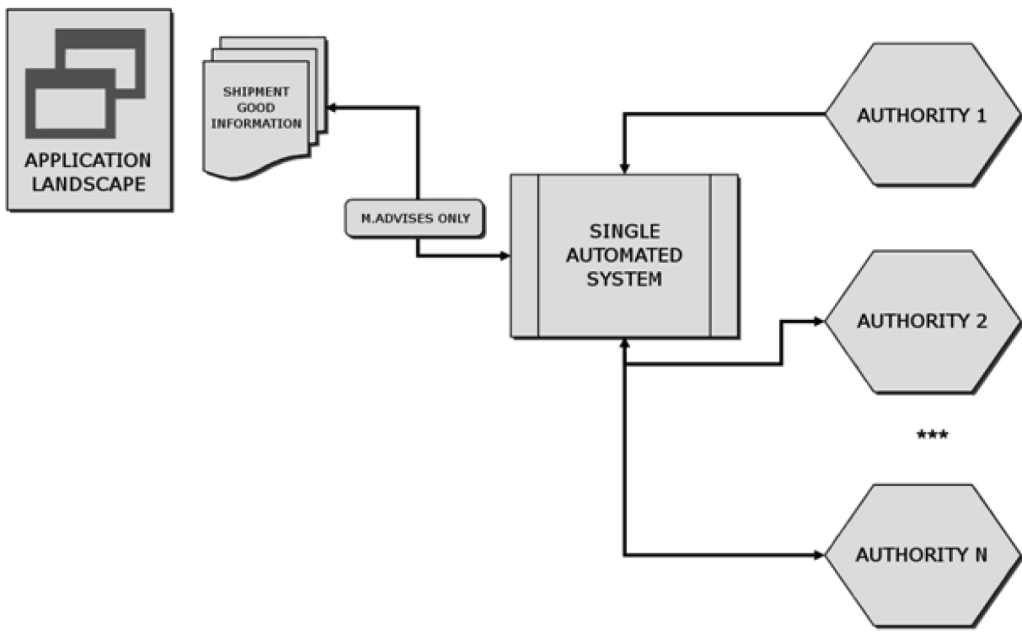 APPLICATION
LANDSCAPE
SHIPMENT
GOOD
INFORMATION
M.ADVISES ONLY
SINGLE
AUTOMATED
SYSTEM
AUTHORITY 1
AUTHORITY 2
***
AUTHORITY N